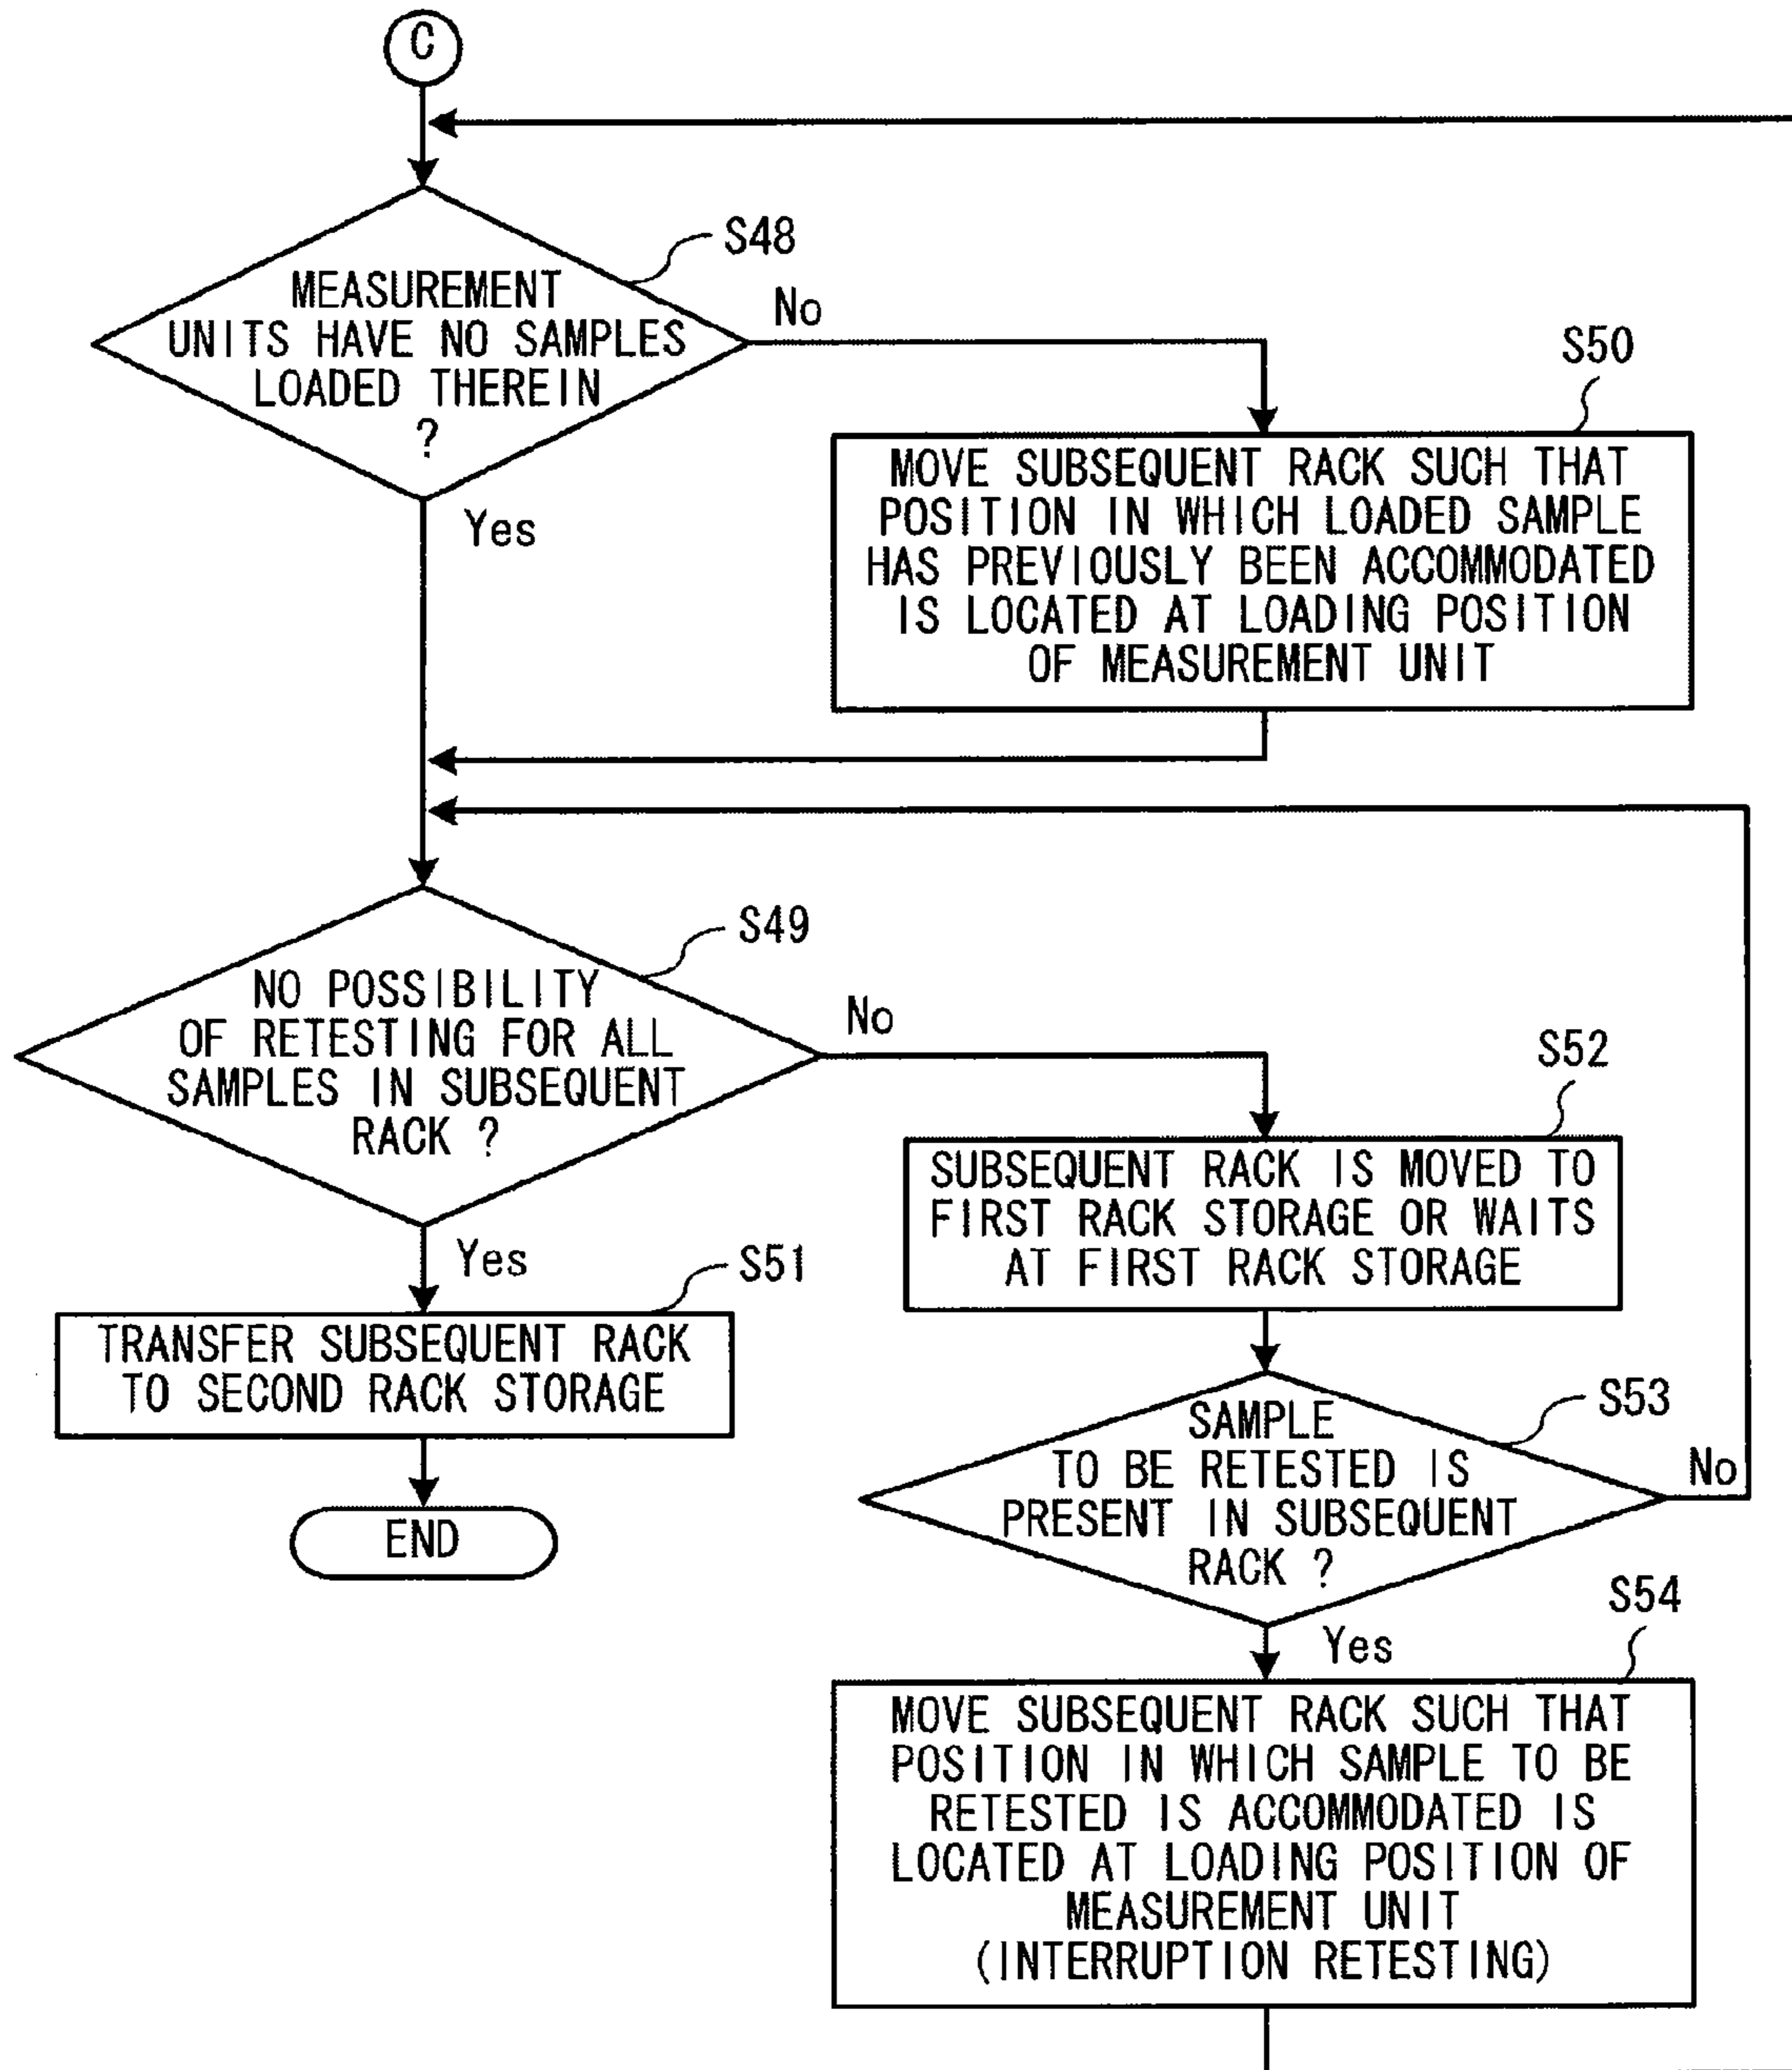 C
S48
MEASUREMENT
UNITS HAVE NO SAMPLES
LOADED THEREIN
?
No
Yes
S50
MOVE SUBSEQUENT RACK SUCH THAT
POSITION IN WHICH LOADED SAMPLE
HAS PREVIOUSLY BEEN ACCOMMODATED
IS LOCATED AT LOADING POSITION
OF MEASUREMENT UNIT
S49
NO POSSIBILITY
OF RETESTING FOR ALL
SAMPLES IN SUBSEQUENT
RACK ?
No
Yes
S51
TRANSFER SUBSEQUENT RACK
TO SECOND RACK STORAGE
END
S52
SUBSEQUENT RACK IS MOVED TO
FIRST RACK STORAGE OR WAITS
AT FIRST RACK STORAGE
S53
SAMPLE
TO BE RETESTED IS
PRESENT IN SUBSEQUENT
RACK ?
No
Yes
S54
MOVE SUBSEQUENT RACK SUCH THAT
POSITION IN WHICH SAMPLE TO BE
RETESTED IS ACCOMMODATED IS
LOCATED AT LOADING POSITION OF
MEASUREMENT UNIT
(INTERRUPTION RETESTING)